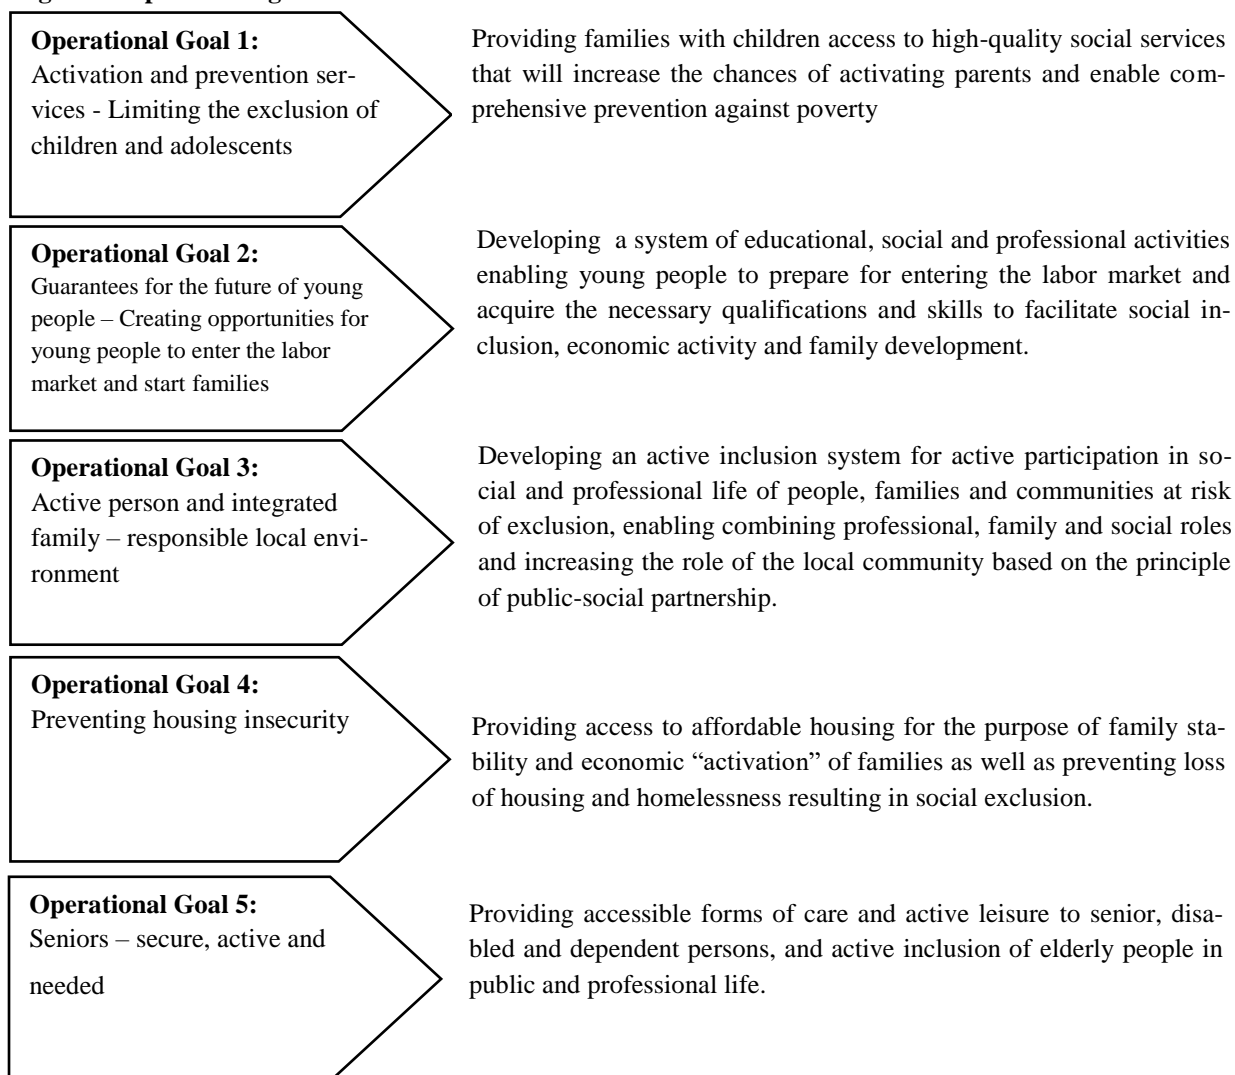 Operational Goal 1:
Activation and prevention ser-
vices - Limiting the exclusion of
children and adolescents
Providing families with children access to high-quality social services
that will increase the chances of activating parents and enable com-
prehensive prevention against poverty
Operational Goal 2:
Guarantees for the future of young
people – Creating opportunities for
young people to enter the labor
market and start families
Developing a system of educational, social and professional activities
enabling young people to prepare for entering the labor market and
acquire the necessary qualifications and skills to facilitate social in-
clusion, economic activity and family development.
Operational Goal 3:
Active person and integrated
family – responsible local envi-
ronment
Developing an active inclusion system for active participation in so-
cial and professional life of people, families and communities at risk
of exclusion, enabling combining professional, family and social roles
and increasing the role of the local community based on the principle
of public-social partnership.
Operational Goal 4:
Preventing housing insecurity
Providing access to affordable housing for the purpose of family sta-
bility and economic “activation” of families as well as preventing loss
of housing and homelessness resulting in social exclusion.
Operational Goal 5:
Seniors – secure, active and
needed
Providing accessible forms of care and active leisure to senior, disa-
bled and dependent persons, and active inclusion of elderly people in
public and professional life.